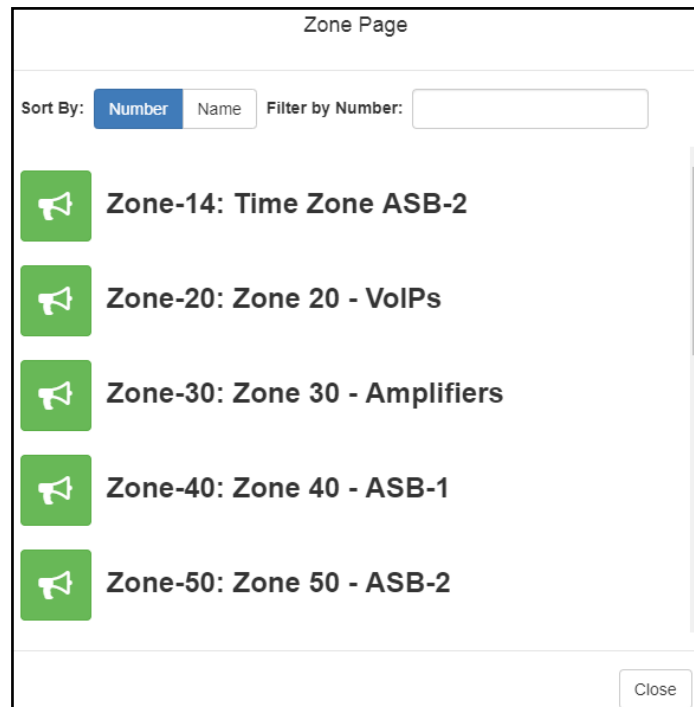 Zone Page
Sort By: Number Name Filter by Number:
Zone-14: Time Zone ASB-2
Zone-20: Zone 20 - VoIPs
Zone-30: Zone 30 - Amplifiers
Zone-40: Zone 40 - ASB-1
Zone-50: Zone 50 - ASB-2
Close